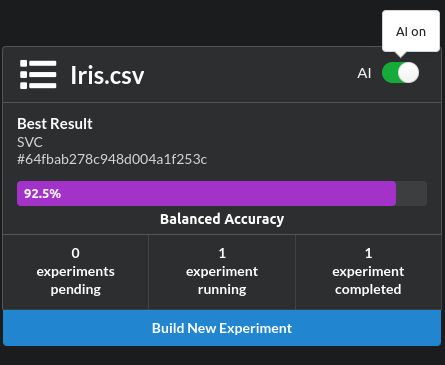 AI on
Iris.csv
AI
Best Result
SVC
#64fbab278c948d004a1f253c
92.5%
Balanced Accuracy
0
experiments
pending
1
experiment
running
1
experiment
completed
Build New Experiment